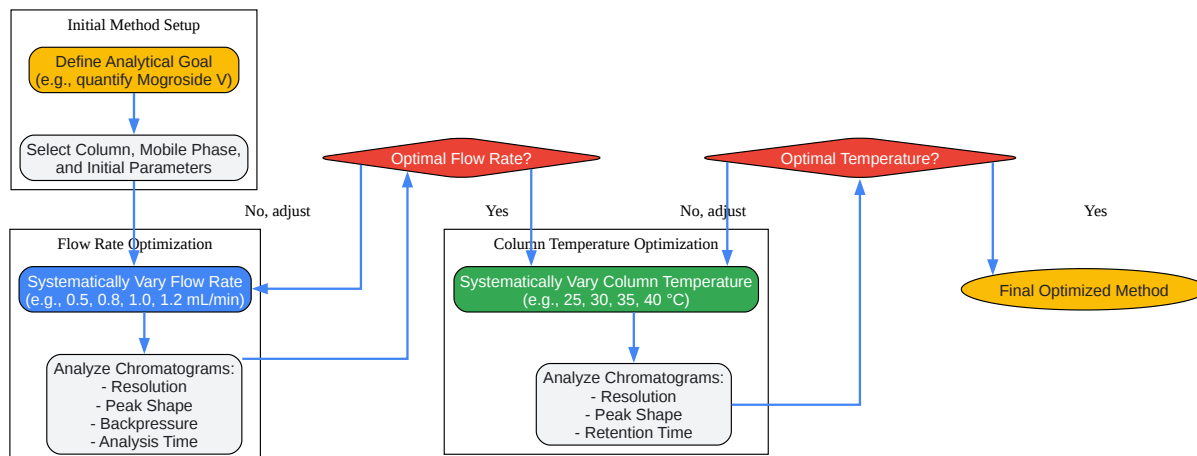 Initial Method Setup
Define Analytical Goal
(e.g., quantify Mogroside V)
Select Column, Mobile Phase,
and Initial Parameters
Optimal Flow Rate?
Optimal Temperature?
No, adjust
Yes
No, adjust
Yes
Flow Rate Optimization
Systematically Vary Flow Rate
(e.g., 0.5, 0.8, 1.0, 1.2 mL/min)
Analyze Chromatograms:
- Resolution
- Peak Shape
- Backpressure
- Analysis Time
Column Temperature Optimization
Systematically Vary Column Temperature
(e.g., 25, 30, 35, 40 °C)
Analyze Chromatograms:
- Resolution
- Peak Shape
- Retention Time
Final Optimized Method